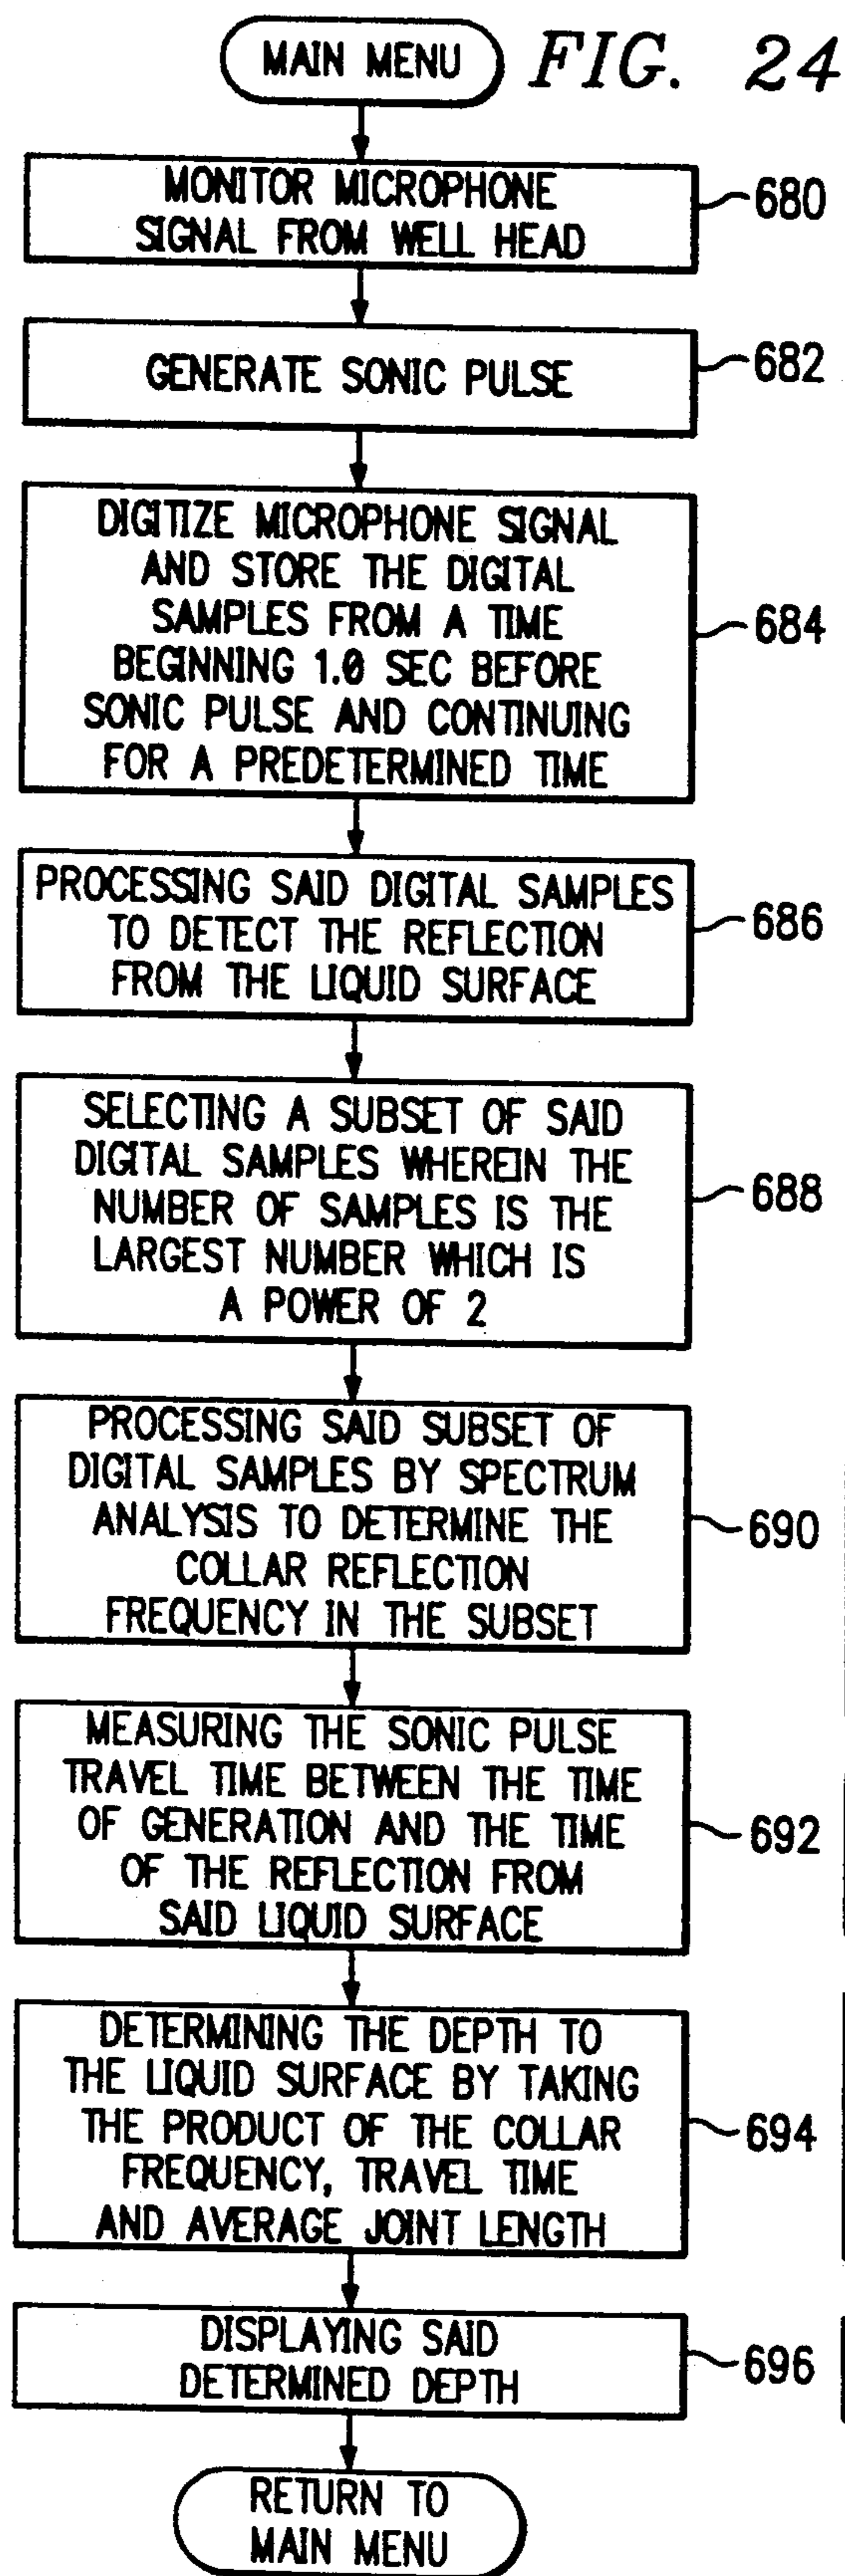 MAIN MENU
FIG. 24
MONITOR MICROPHONE
SIGNAL FROM WELL HEAD
680
GENERATE SONIC PULSE
682
DIGITIZE MICROPHONE SIGNAL
AND STORE THE DIGITAL
SAMPLES FROM A TIME
BEGINNING 1.0 SEC BEFORE
SONIC PULSE AND CONTINUING
FOR A PREDETERMINED TIME
684
PROCESSING SAID DIGITAL SAMPLES
TO DETECT THE REFLECTION
FROM THE LIQUID SURFACE
686
SELECTING A SUBSET OF SAID
DIGITAL SAMPLES WHEREIN THE
NUMBER OF SAMPLES IS THE
LARGEST NUMBER WHICH IS
A POWER OF 2
688
PROCESSING SAID SUBSET OF
DIGITAL SAMPLES BY SPECTRUM
ANALYSIS TO DETERMINE THE
COLLAR REFLECTION
FREQUENCY IN THE SUBSET
690
MEASURING THE SONIC PULSE
TRAVEL TIME BETWEEN THE TIME
OF GENERATION AND THE TIME
OF THE REFLECTION FROM
SAID LIQUID SURFACE
692
DETERMINING THE DEPTH TO
THE LIQUID SURFACE BY TAKING
THE PRODUCT OF THE COLLAR
FREQUENCY, TRAVEL TIME
AND AVERAGE JOINT LENGTH
694
DISPLAYING SAID
DETERMINED DEPTH
696
RETURN TO
MAIN MENU